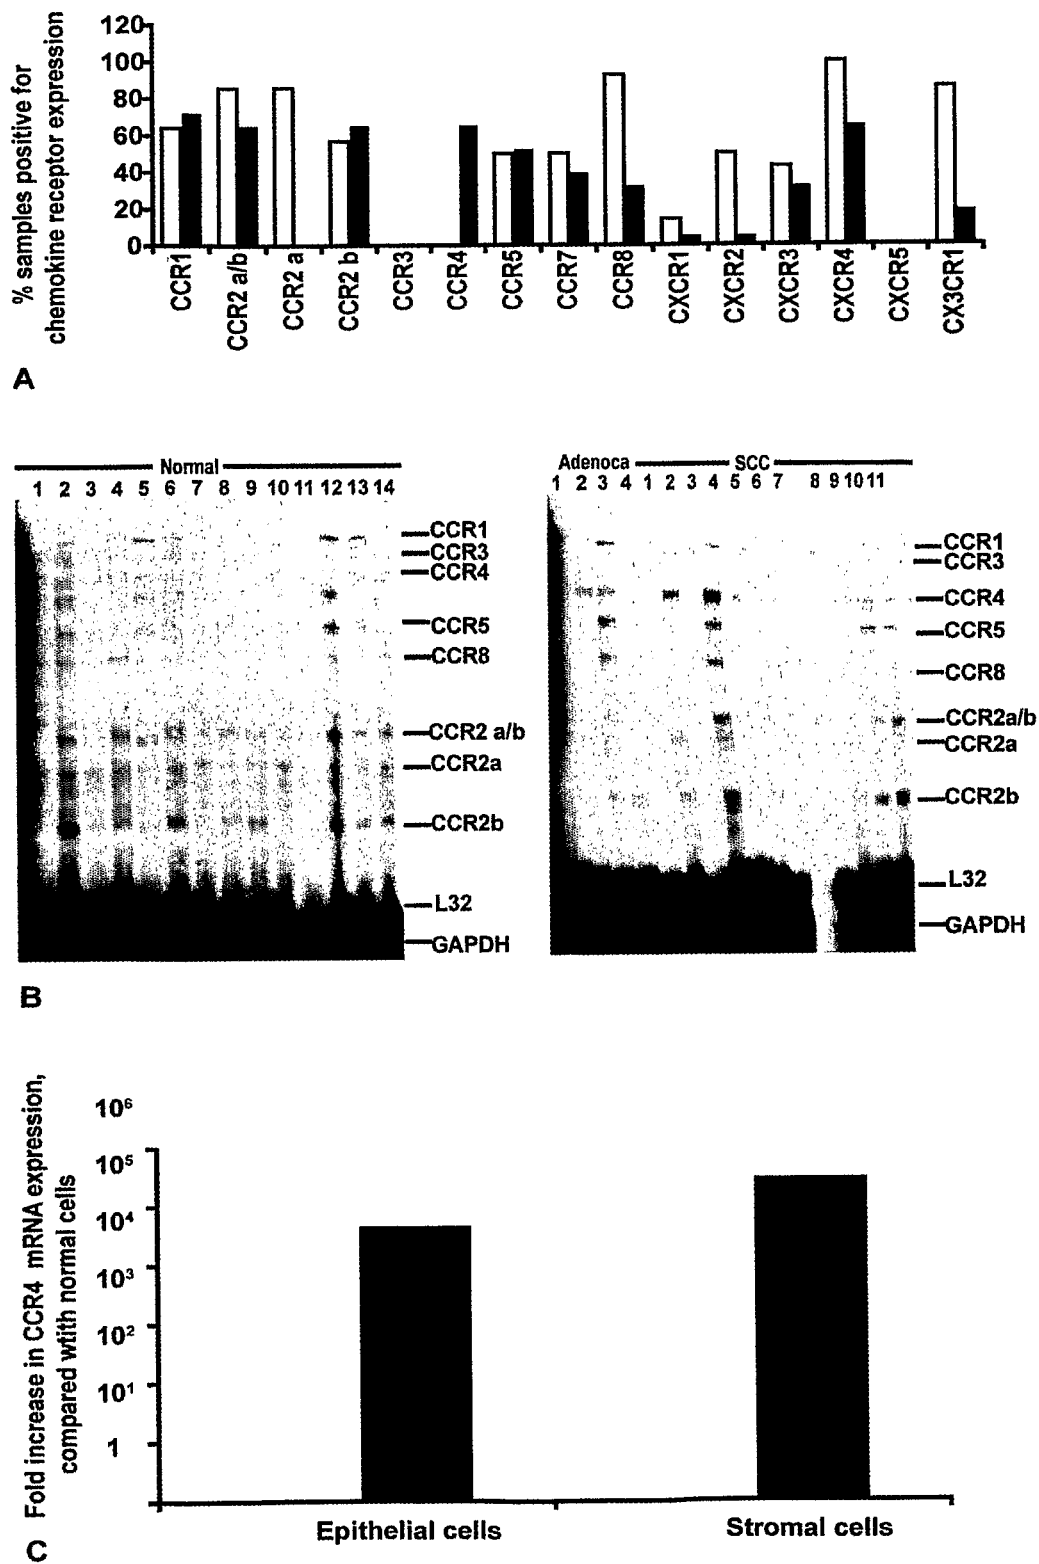 % samples positive for
chemokine receptor expression
120
100
80
60
40
20
0
CCR1
CCR2 a/b
CCR2 a
CCR2 b
CCR3
CCR4
CCR5
CCR7
CCR8
CXCR1
CXCR2
CXCR3
CXCR4
CXCR5
CX3CR1
A
Normal
1 2 3 4 5 6 7 8 9 10 11 12 13 14
CCR1
CCR3
CCR4
CCR5
CCR8
CCR2 a/b
CCR2a
CCR2b
L32
GAPDH
Adenoca SCC
1 2 3 4 1 2 3 4 5 6 7 8 9 10 11
CCR1
CCR3
CCR4
CCR5
CCR8
CCR2a/b
CCR2a
CCR2b
L32
GAPDH
B
Fold increase in CCR4 mRNA expression,
compared wtith normal cells
10⁶
10⁵
10⁴
10³
10²
10¹
1
Epithelial cells
Stromal cells
C